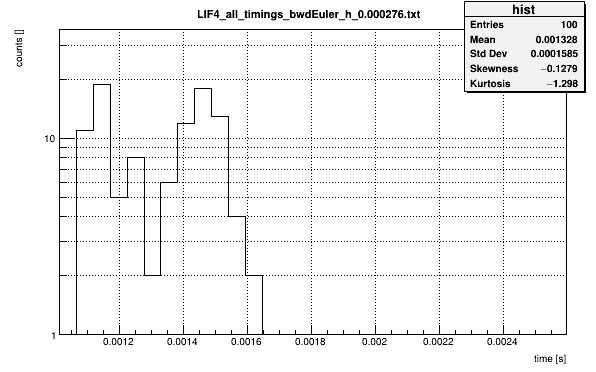 LIF4_all_timings_bwdEuler_h_0.000276.txt
hist
Entries 100
Mean 0.001328
Std Dev 0.0001585
Skewness −0.1279
Kurtosis −1.298
counts []
10
1
0.0012 0.0014 0.0016 0.0018 0.002 0.0022 0.0024
time [s]